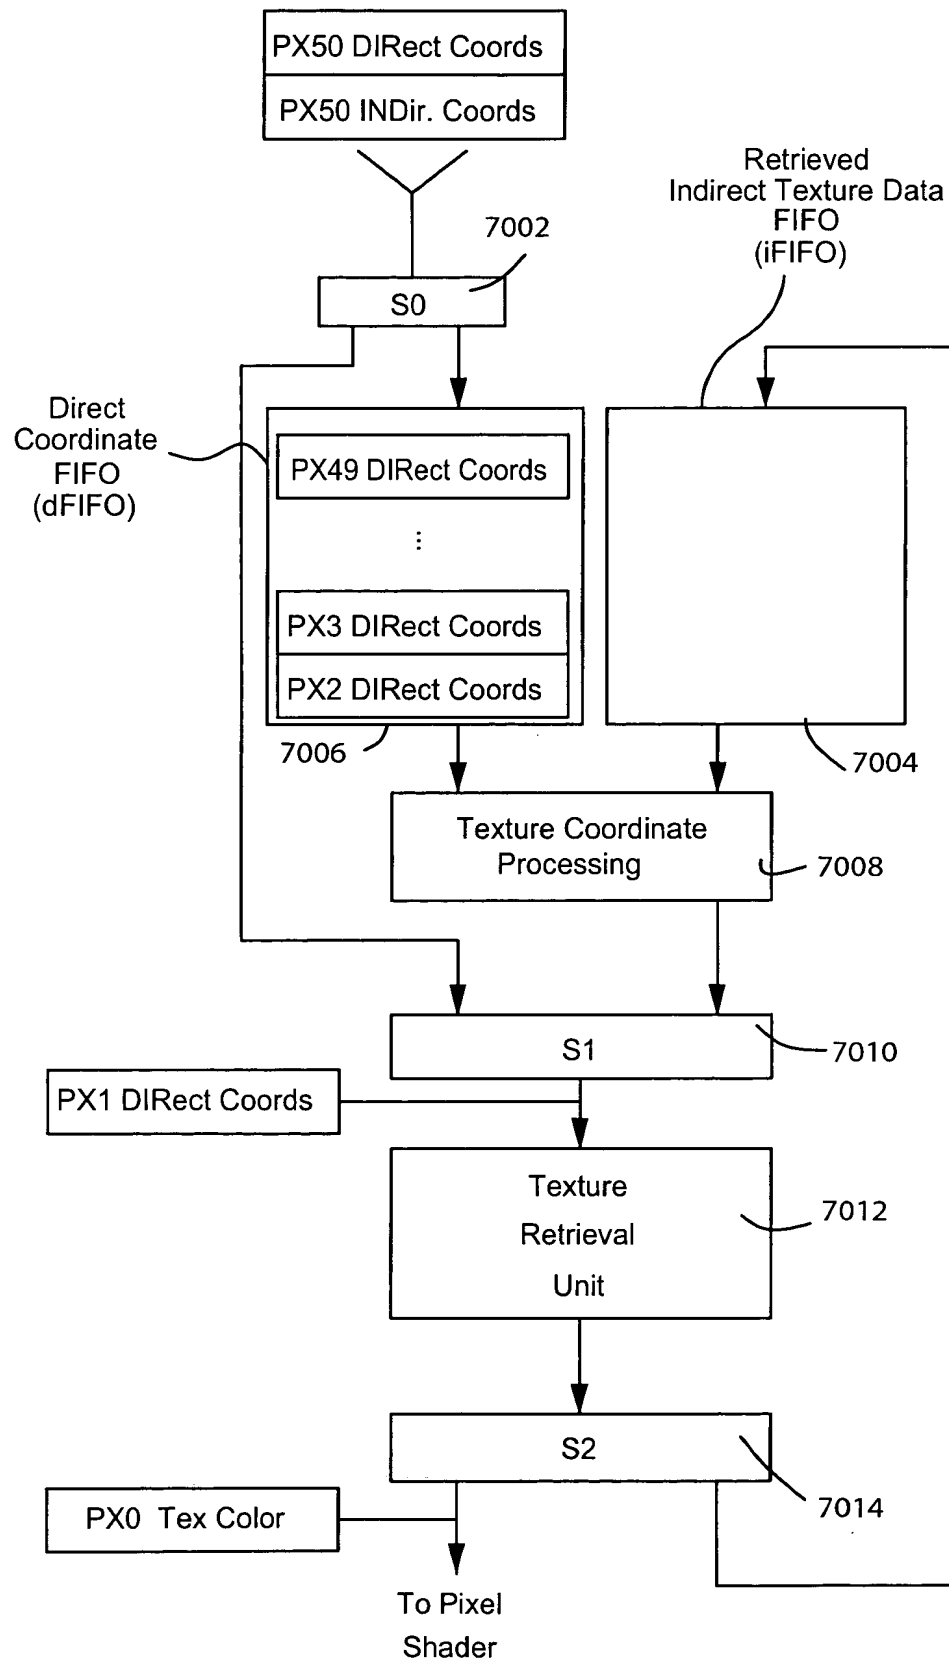 PX50 DIRect Coords
PX50 INDir. Coords
Retrieved
Indirect Texture Data
FIFO
(iFIFO)
7002
S0
Direct
Coordinate
FIFO
(dFIFO)
PX49 DIRect Coords
...
PX3 DIRect Coords
PX2 DIRect Coords
7006
7004
Texture Coordinate
Processing
7008
S1
7010
PX1 DIRect Coords
Texture
Retrieval
Unit
7012
S2
7014
PX0 Tex Color
To Pixel
Shader